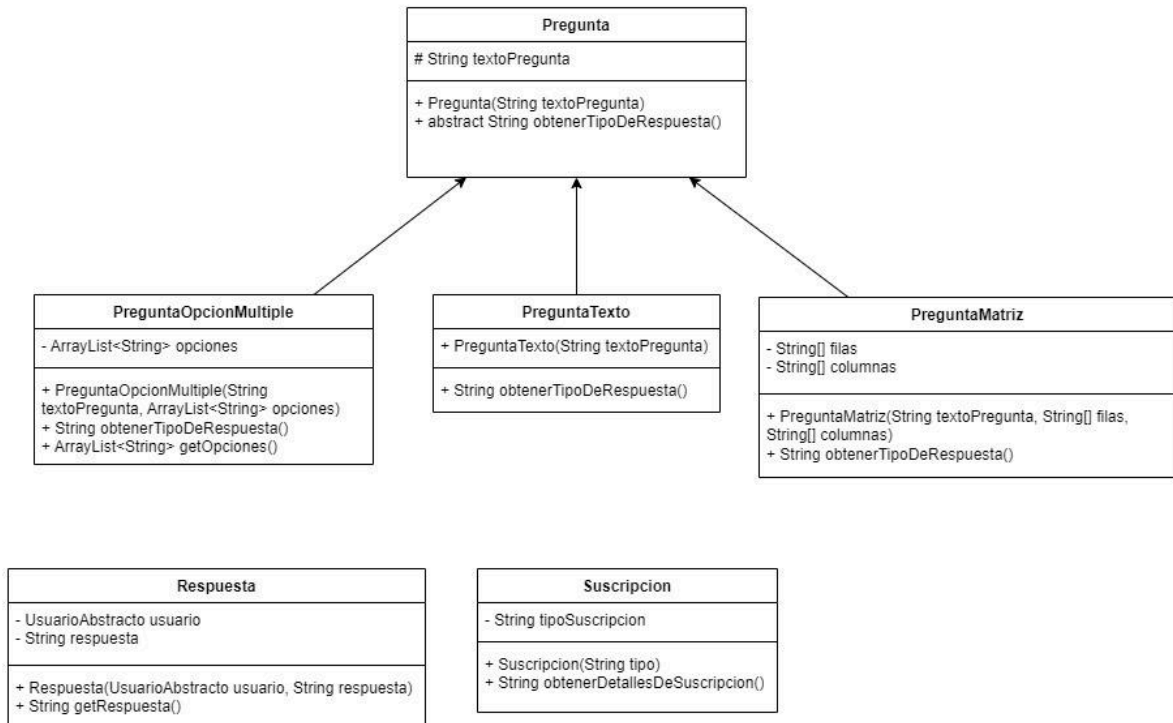 Pregunta
# String textoPregunta
+ Pregunta(String textoPregunta)
+ abstract String obtenerTipoDeRespuesta()
PreguntaOpcionMultiple
- ArrayList<String> opciones
+ PreguntaOpcionMultiple(String
textoPregunta, ArrayList<String> opciones)
+ String obtenerTipoDeRespuesta()
+ ArrayList<String> getOpciones()
PreguntaTexto
+ PreguntaTexto(String textoPregunta)
+ String obtenerTipoDeRespuesta()
PreguntaMatriz
- String[] filas
- String[] columnas
+ PreguntaMatriz(String textoPregunta, String[] filas,
String[] columnas)
+ String obtenerTipoDeRespuesta()
Respuesta
- UsuarioAbstracto usuario
- String respuesta
+ Respuesta(UsuarioAbstracto usuario, String respuesta)
+ String getRespuesta()
Suscripcion
- String tipoSuscripcion
+ Suscripcion(String tipo)
+ String obtenerDetallesDeSuscripcion()